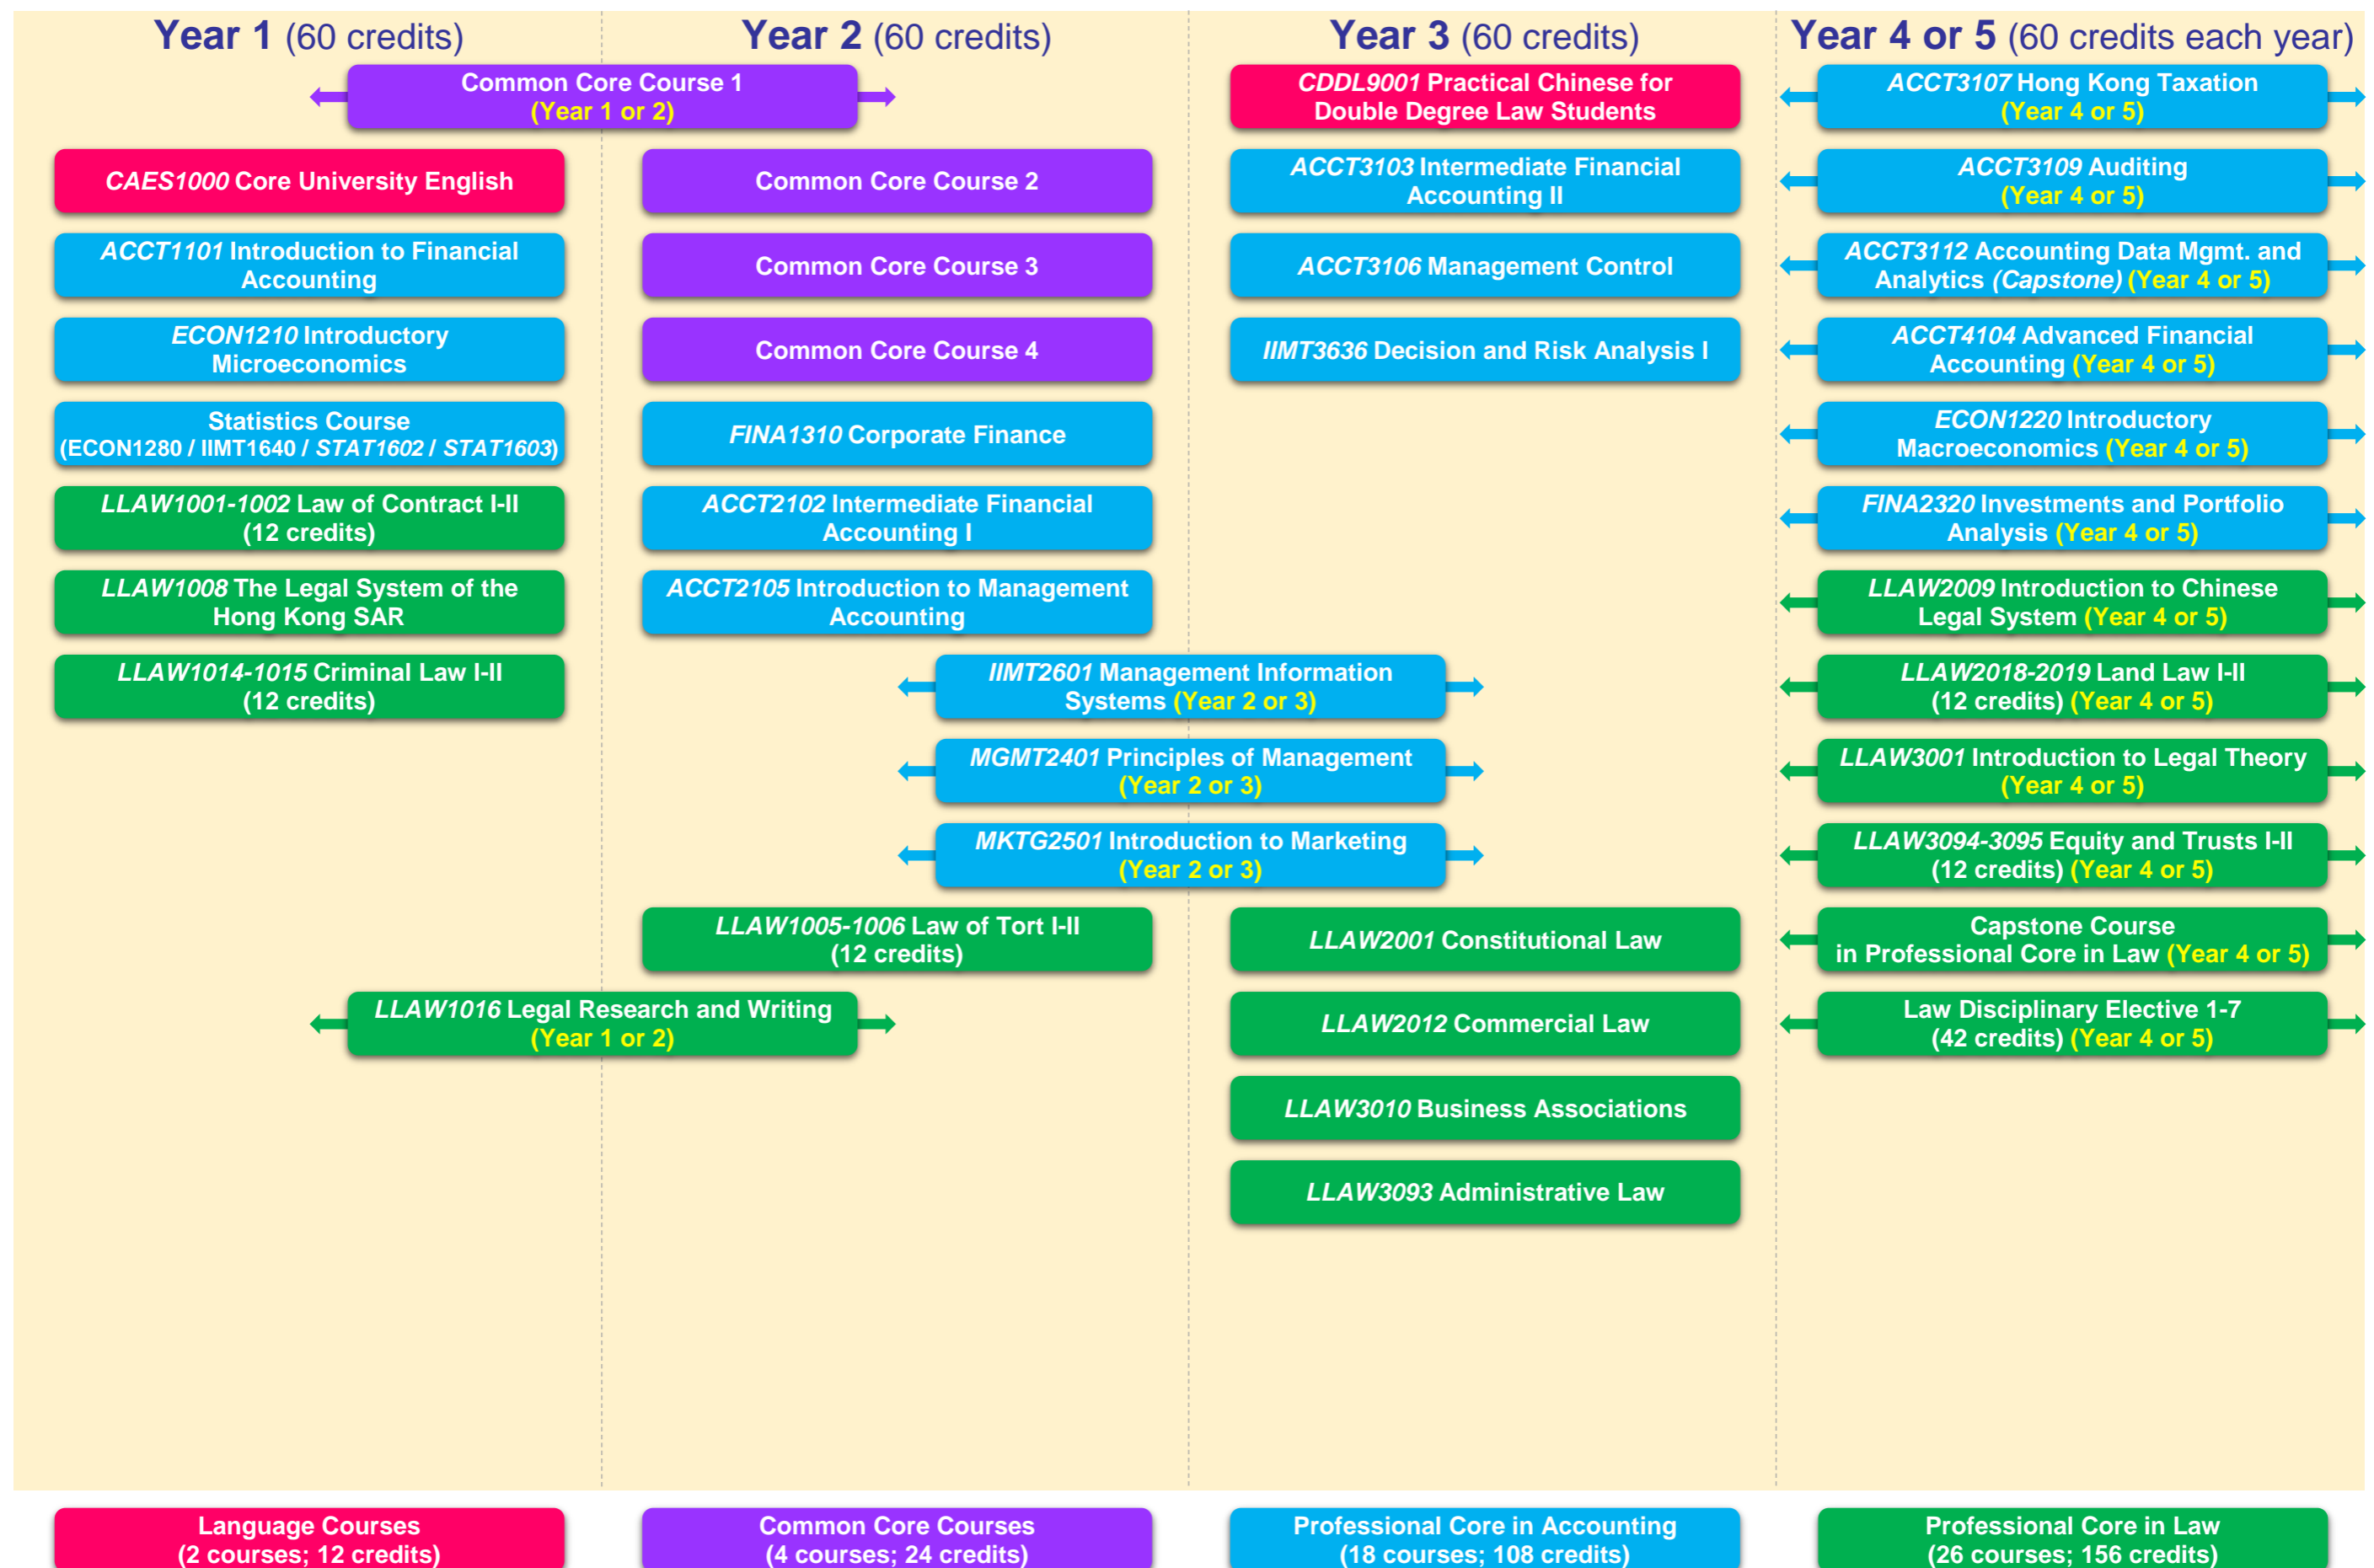 Year 1 (60 credits)
Year 2 (60 credits)
Year 3 (60 credits)
Year 4 or 5 (60 credits each year)
Common Core Course 1
(Year 1 or 2)
CAES1000 Core University English
ACCT1101 Introduction to Financial
Accounting
ECON1210 Introductory
Microeconomics
Statistics Course
(ECON1280 / IIMT1640 / STAT1602 / STAT1603)
LLAW1001-1002 Law of Contract I-II
(12 credits)
LLAW1008 The Legal System of the
Hong Kong SAR
LLAW1014-1015 Criminal Law I-II
(12 credits)
LLAW1016 Legal Research and Writing
(Year 1 or 2)
Common Core Course 2
Common Core Course 3
Common Core Course 4
FINA1310 Corporate Finance
ACCT2102 Intermediate Financial
Accounting I
ACCT2105 Introduction to Management
Accounting
IIMT2601 Management Information
Systems (Year 2 or 3)
MGMT2401 Principles of Management
(Year 2 or 3)
MKTG2501 Introduction to Marketing
(Year 2 or 3)
LLAW1005-1006 Law of Tort I-II
(12 credits)
CDDL9001 Practical Chinese for
Double Degree Law Students
ACCT3103 Intermediate Financial
Accounting II
ACCT3106 Management Control
IIMT3636 Decision and Risk Analysis I
LLAW2001 Constitutional Law
LLAW2012 Commercial Law
LLAW3010 Business Associations
LLAW3093 Administrative Law
ACCT3107 Hong Kong Taxation
(Year 4 or 5)
ACCT3109 Auditing
(Year 4 or 5)
ACCT3112 Accounting Data Mgmt. and
Analytics (Capstone) (Year 4 or 5)
ACCT4104 Advanced Financial
Accounting (Year 4 or 5)
ECON1220 Introductory
Macroeconomics (Year 4 or 5)
FINA2320 Investments and Portfolio
Analysis (Year 4 or 5)
LLAW2009 Introduction to Chinese
Legal System (Year 4 or 5)
LLAW2018-2019 Land Law I-II
(12 credits) (Year 4 or 5)
LLAW3001 Introduction to Legal Theory
(Year 4 or 5)
LLAW3094-3095 Equity and Trusts I-II
(12 credits) (Year 4 or 5)
Capstone Course
in Professional Core in Law (Year 4 or 5)
Law Disciplinary Elective 1-7
(42 credits) (Year 4 or 5)
Language Courses
(2 courses; 12 credits)
Common Core Courses
(4 courses; 24 credits)
Professional Core in Accounting
(18 courses; 108 credits)
Professional Core in Law
(26 courses; 156 credits)